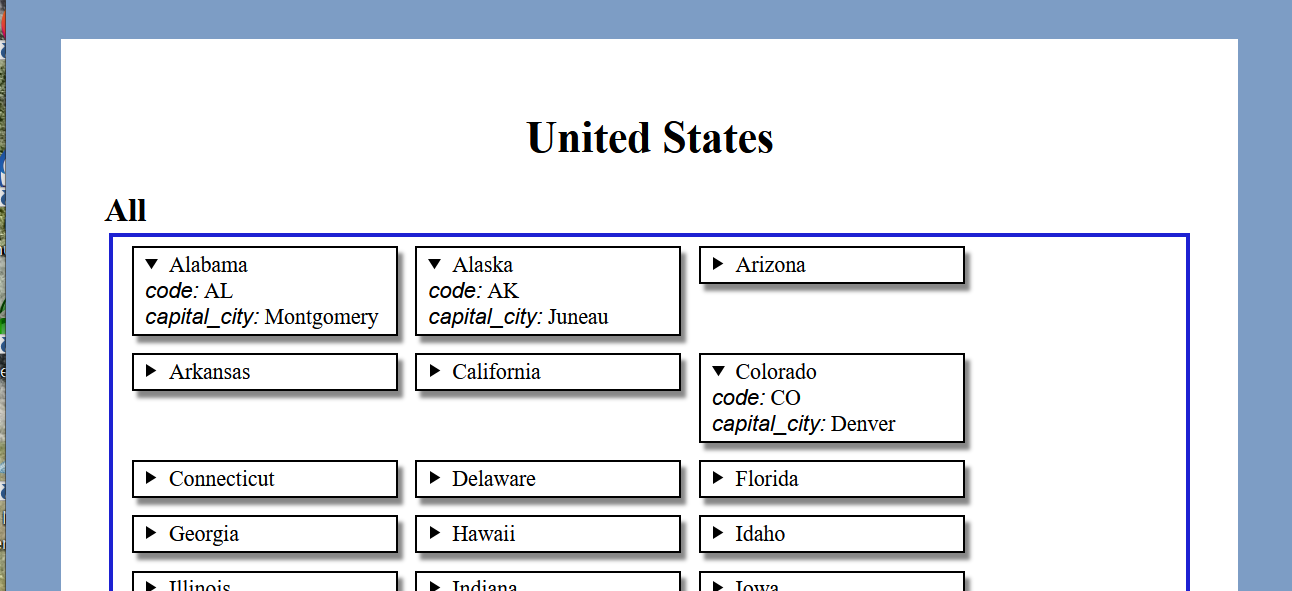 United States
All
Alabama
code: AL
capital_city: Montgomery
Alaska
code: AK
capital_city: Juneau
Arizona
Arkansas
California
Colorado
code: CO
capital_city: Denver
Connecticut
Delaware
Florida
Georgia
Hawaii
Idaho
Illinois
Indiana
Iowa